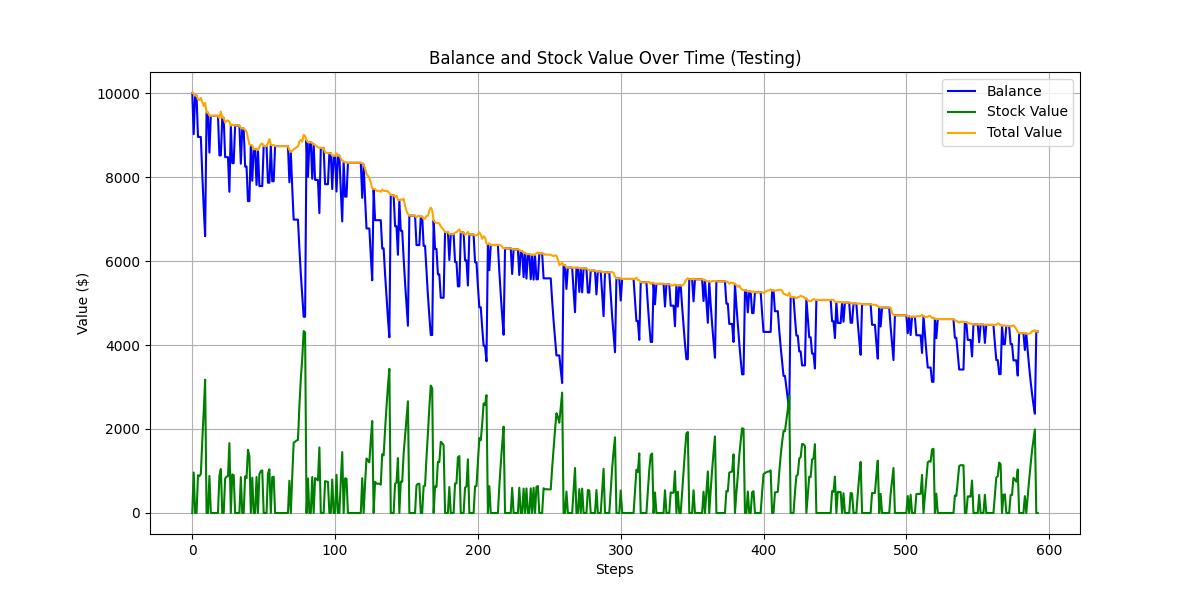 Balance and Stock Value Over Time (Testing)
Balance
Stock Value
Total Value
10000
8000
6000
4000
2000
0
Value ($)
0 100 200 300 400 500 600
Steps